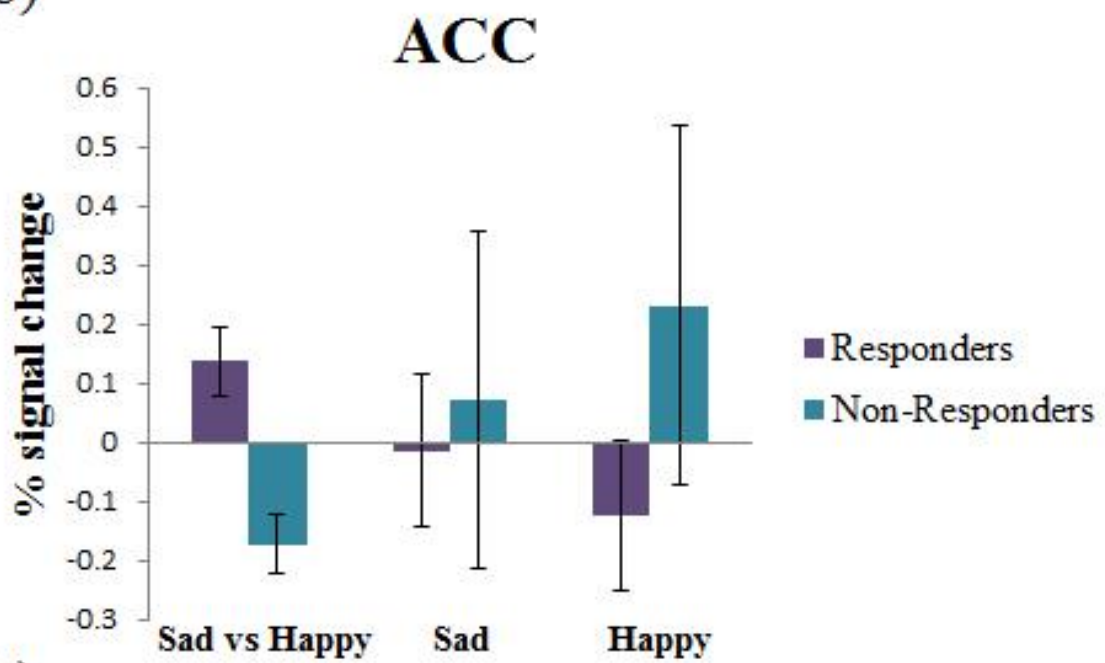 ACC
0.6
0.5
0.4
0.3
0.2
0.1
0
-0.1
-0.2
-0.3
% signal change
Sad vs Happy
Sad
Happy
Responders
Non-Responders